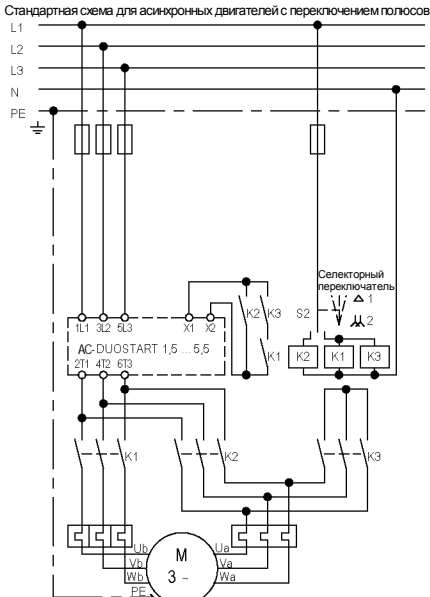 Стандартная схема для асинхронных двигателей с переключением полюсов
L1
L2
L3
N
PE
Селекторный
переключатель
S2
Δ 1
2
1L1 3L2 5L3 X1 X2
K2 K3
K1
AC-DUOSTART 1,5 ... 5,5
2T1 4T2 6T3
K2 K1 K3
K1 K2 K3
Ub Ua
Vb Va
Wb Wa
M
3 ~
PE